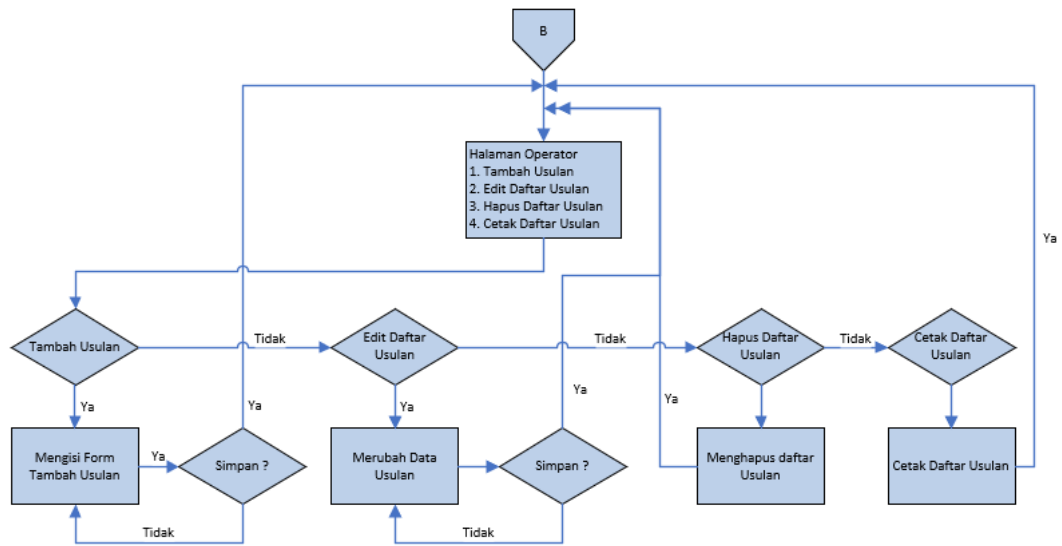 B
Halaman Operator
1. Tambah Usulan
2. Edit Daftar Usulan
3. Hapus Daftar Usulan
4. Cetak Daftar Usulan
Ya
Tambah Usulan
Tidak
Edit Daftar
Usulan
Tidak
Hapus Daftar
Usulan
Tidak
Cetak Daftar
Usulan
Ya
Ya
Ya
Ya
Ya
Mengisi Form
Tambah Usulan
Ya
Simpan ?
Merubah Data
Usulan
Simpan ?
Menghapus daftar
Usulan
Cetak Daftar Usulan
Tidak
Tidak